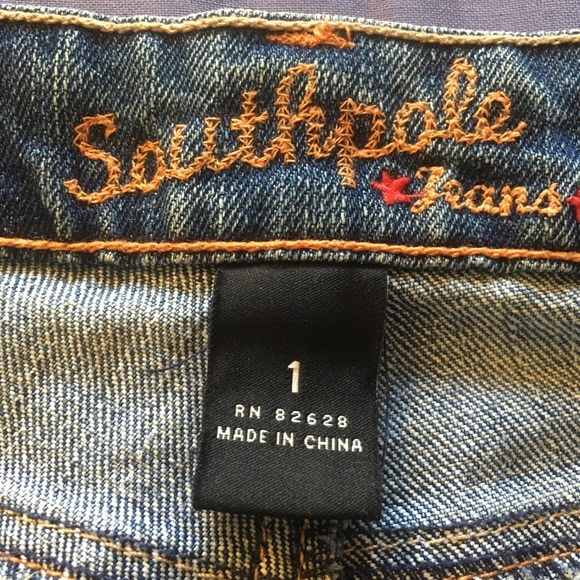 Southpole
Jeans
1
RN 82628
MADE IN CHINA